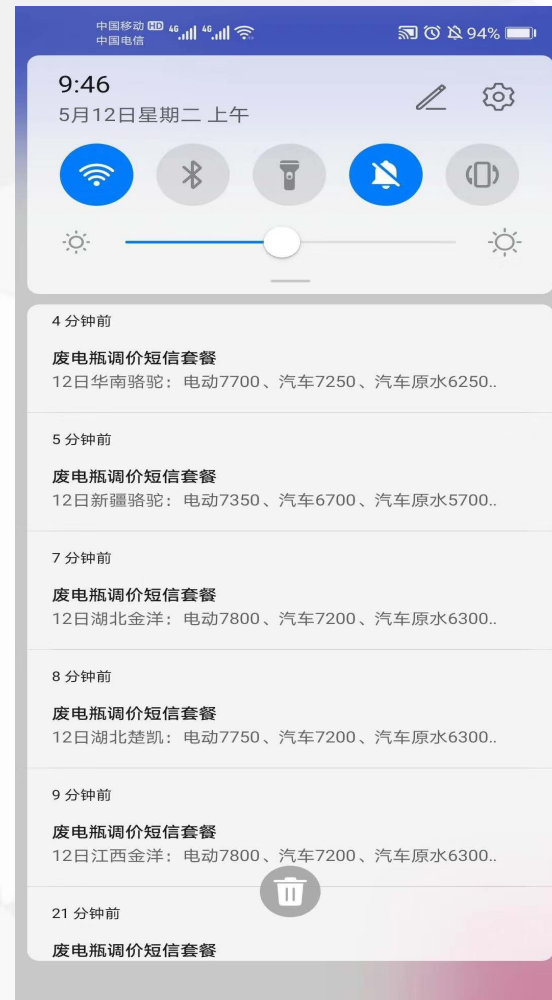 中国移动 HD 4G 4G
中国电信
94%
9:46
5月12日星期二 上午
4 分钟前
废电瓶调价短信套餐
12日华南骆驼：电动7700、汽车7250、汽车原水6250..
5 分钟前
废电瓶调价短信套餐
12日新疆骆驼：电动7350、汽车6700、汽车原水5700..
7 分钟前
废电瓶调价短信套餐
12日湖北金洋：电动7800、汽车7200、汽车原水6300..
8 分钟前
废电瓶调价短信套餐
12日湖北楚凯：电动7750、汽车7200、汽车原水6300..
9 分钟前
废电瓶调价短信套餐
12日江西金洋：电动7800、汽车7200、汽车原水6300..
21 分钟前
废电瓶调价短信套餐